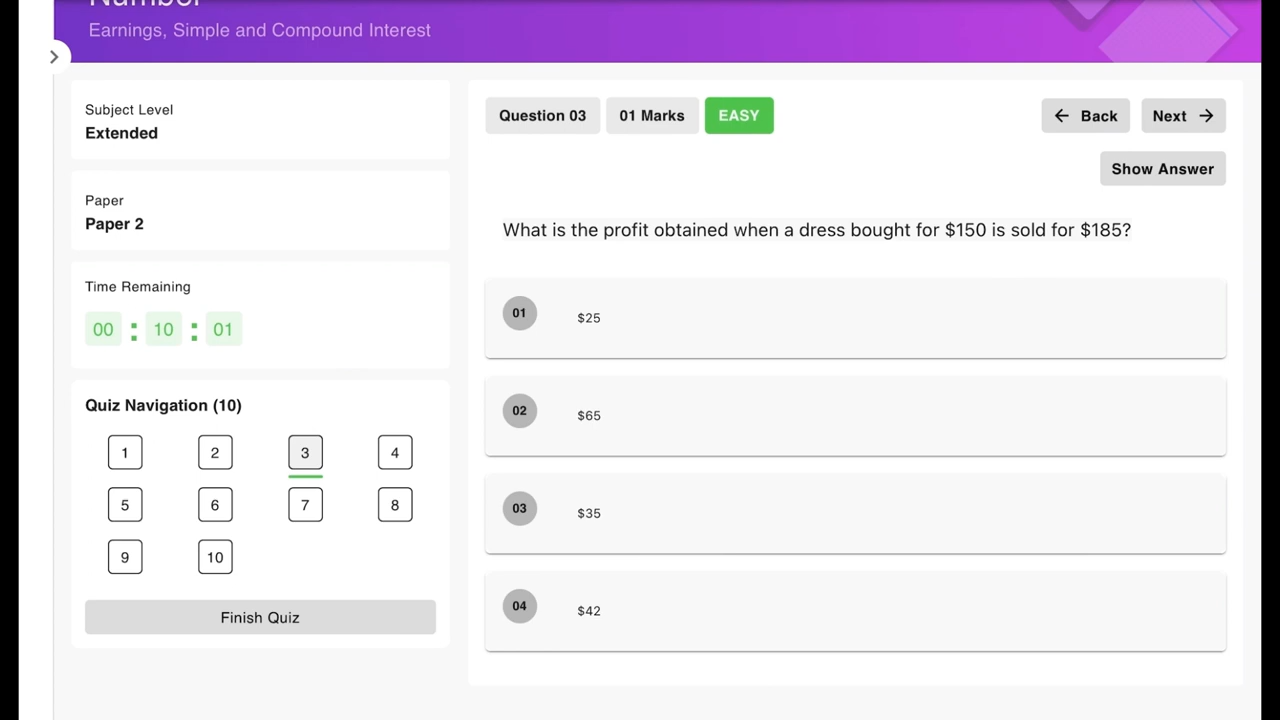 Number
Earnings, Simple and Compound Interest
Subject Level
Extended
Paper
Paper 2
Time Remaining
00 : 10 : 01
Quiz Navigation (10)
1 2 3 4
5 6 7 8
9 10
Finish Quiz
Question 03 01 Marks EASY
Back Next
Show Answer
What is the profit obtained when a dress bought for $150 is sold for $185?
01 $25
02 $65
03 $35
04 $42